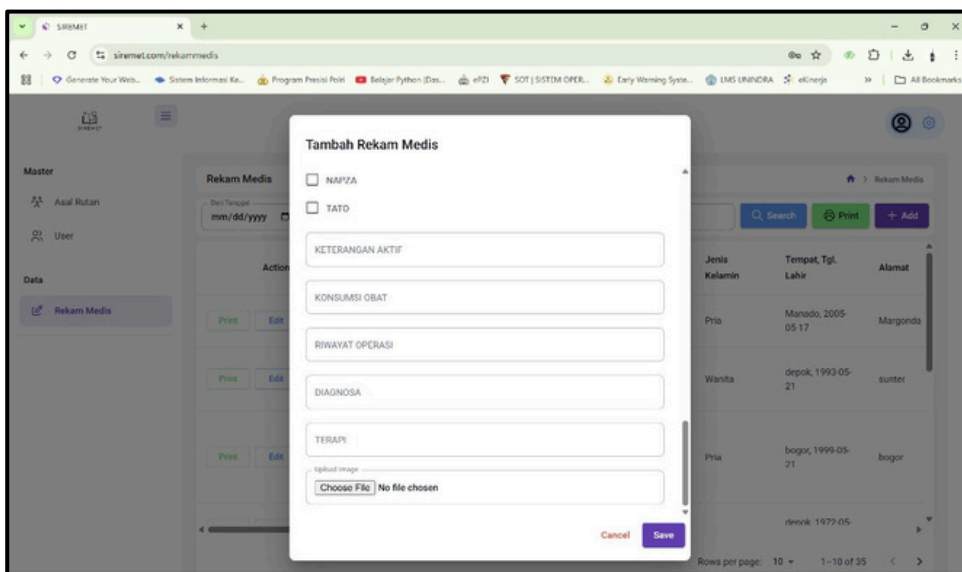 SIREMET
siremet.com/rekammedis
Generate Your Web...
Sistem Informasi Ke...
Program Presisi Polri
Belajar Python [Das...
ePZI
SOT | SISTEM OPER...
Early Warning Syste...
LMS UNINDRA
eKinerja
All Bookmarks
SIREMET
Master
Asal Rutan
User
Data
Rekam Medis
Rekam Medis
Rekam Medis
Dari Tanggal
mm/dd/yyyy
Search
Print
+ Add
Action
Jenis Kelamin
Tempat, Tgl. Lahir
Alamat
Print
Edit
Pria
Manado, 2005-05-17
Margonda
Print
Edit
Wanita
depok, 1993-05-21
sunter
Print
Edit
Pria
bogor, 1999-05-21
bogor
depok, 1972-05-
Rows per page: 10
1–10 of 35
Tambah Rekam Medis
NAPZA
TATO
KETERANGAN AKTIF
KONSUMSI OBAT
RIWAYAT OPERASI
DIAGNOSA
TERAPI
Upload Image
Choose File No file chosen
Cancel
Save